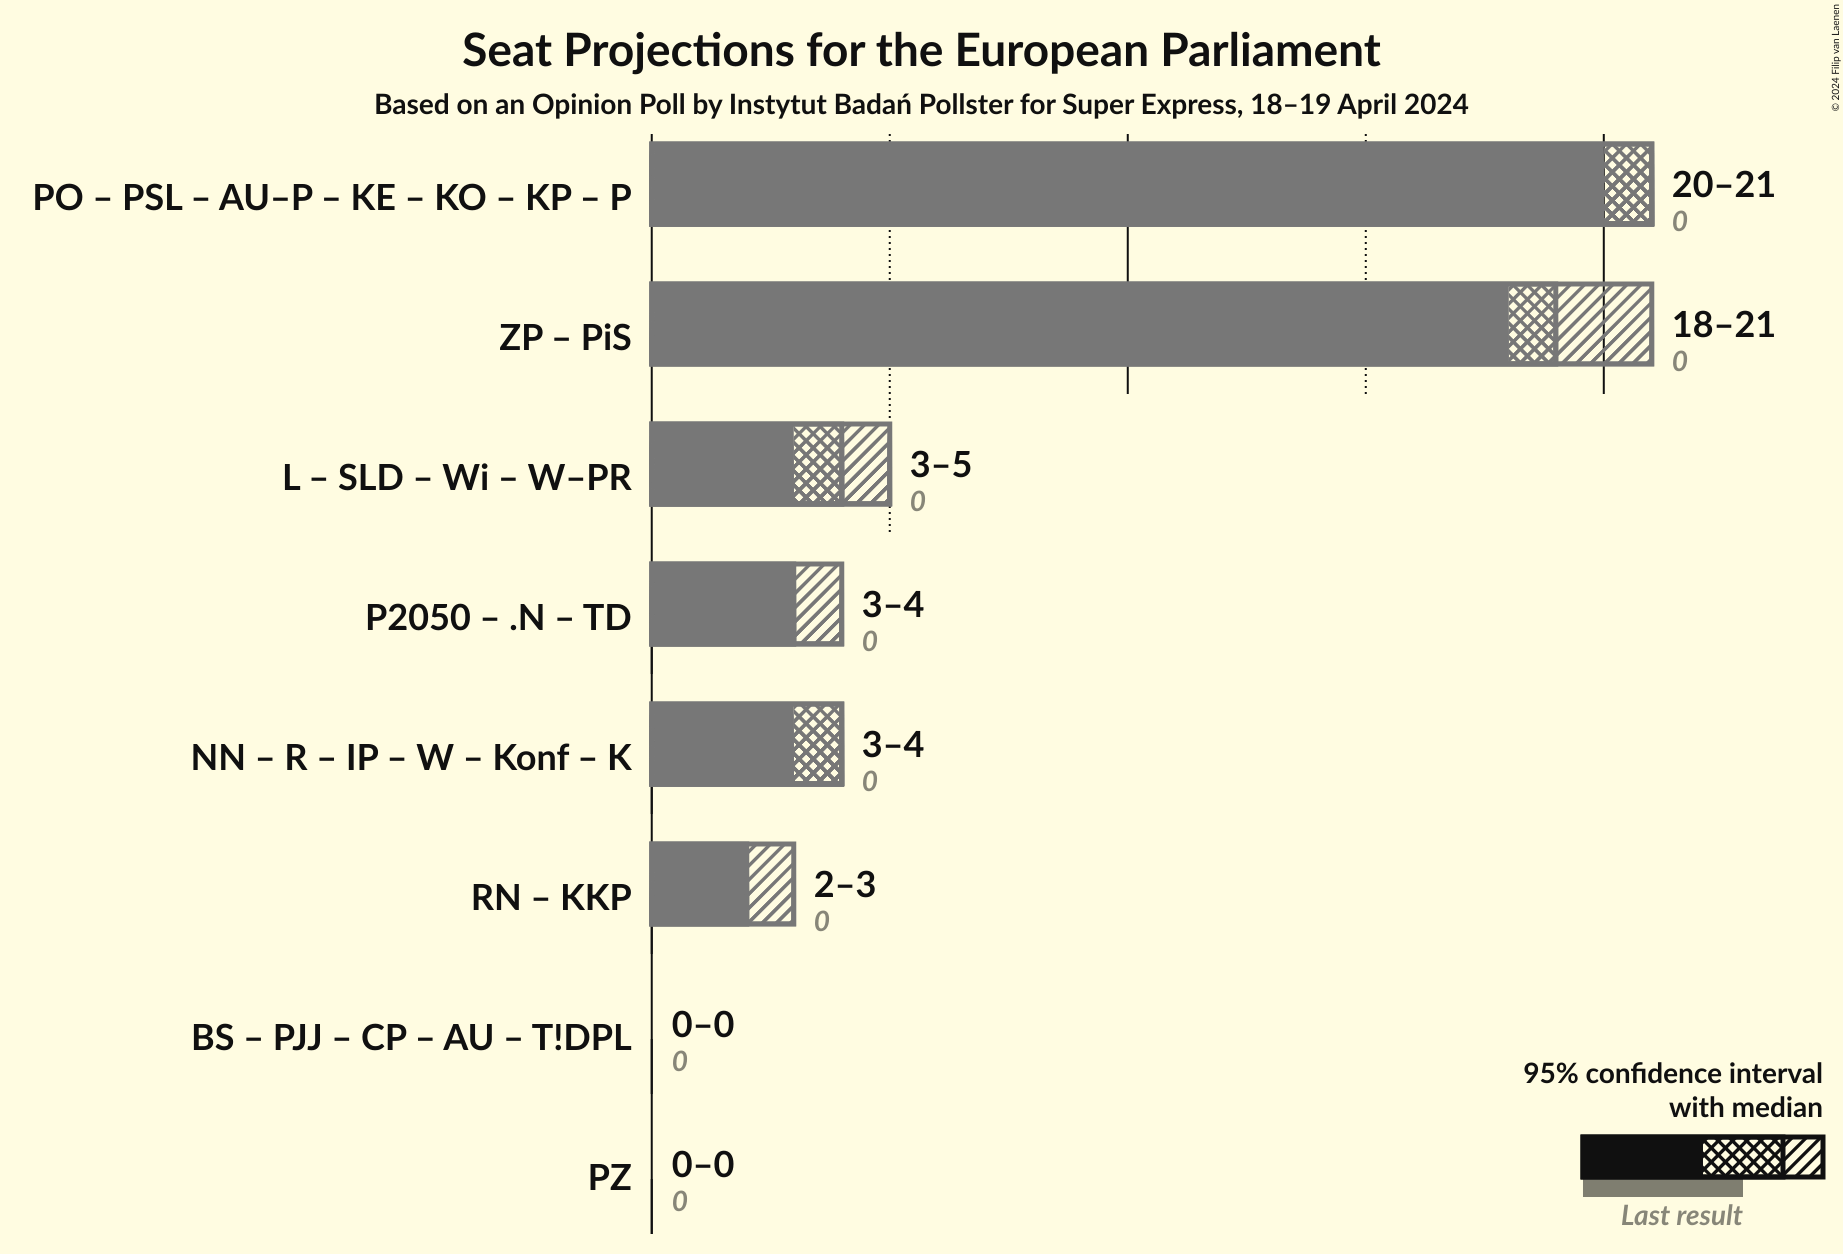 Seat Projections for the European Parliament
Based on an Opinion Poll by Instytut Badań Pollster for Super Express, 18–19 April 2024
© 2024 Filip van Laenen
PO – PSL – AU–P – KE – KO – KP – P
20–21
0
ZP – PiS
18–21
0
L – SLD – Wi – W–PR
3–5
0
P2050 – .N – TD
3–4
0
NN – R – IP – W – Konf – K
3–4
0
RN – KKP
2–3
0
BS – PJJ – CP – AU – T!DPL
0–0
0
PZ
0–0
0
95% confidence interval
with median
Last result